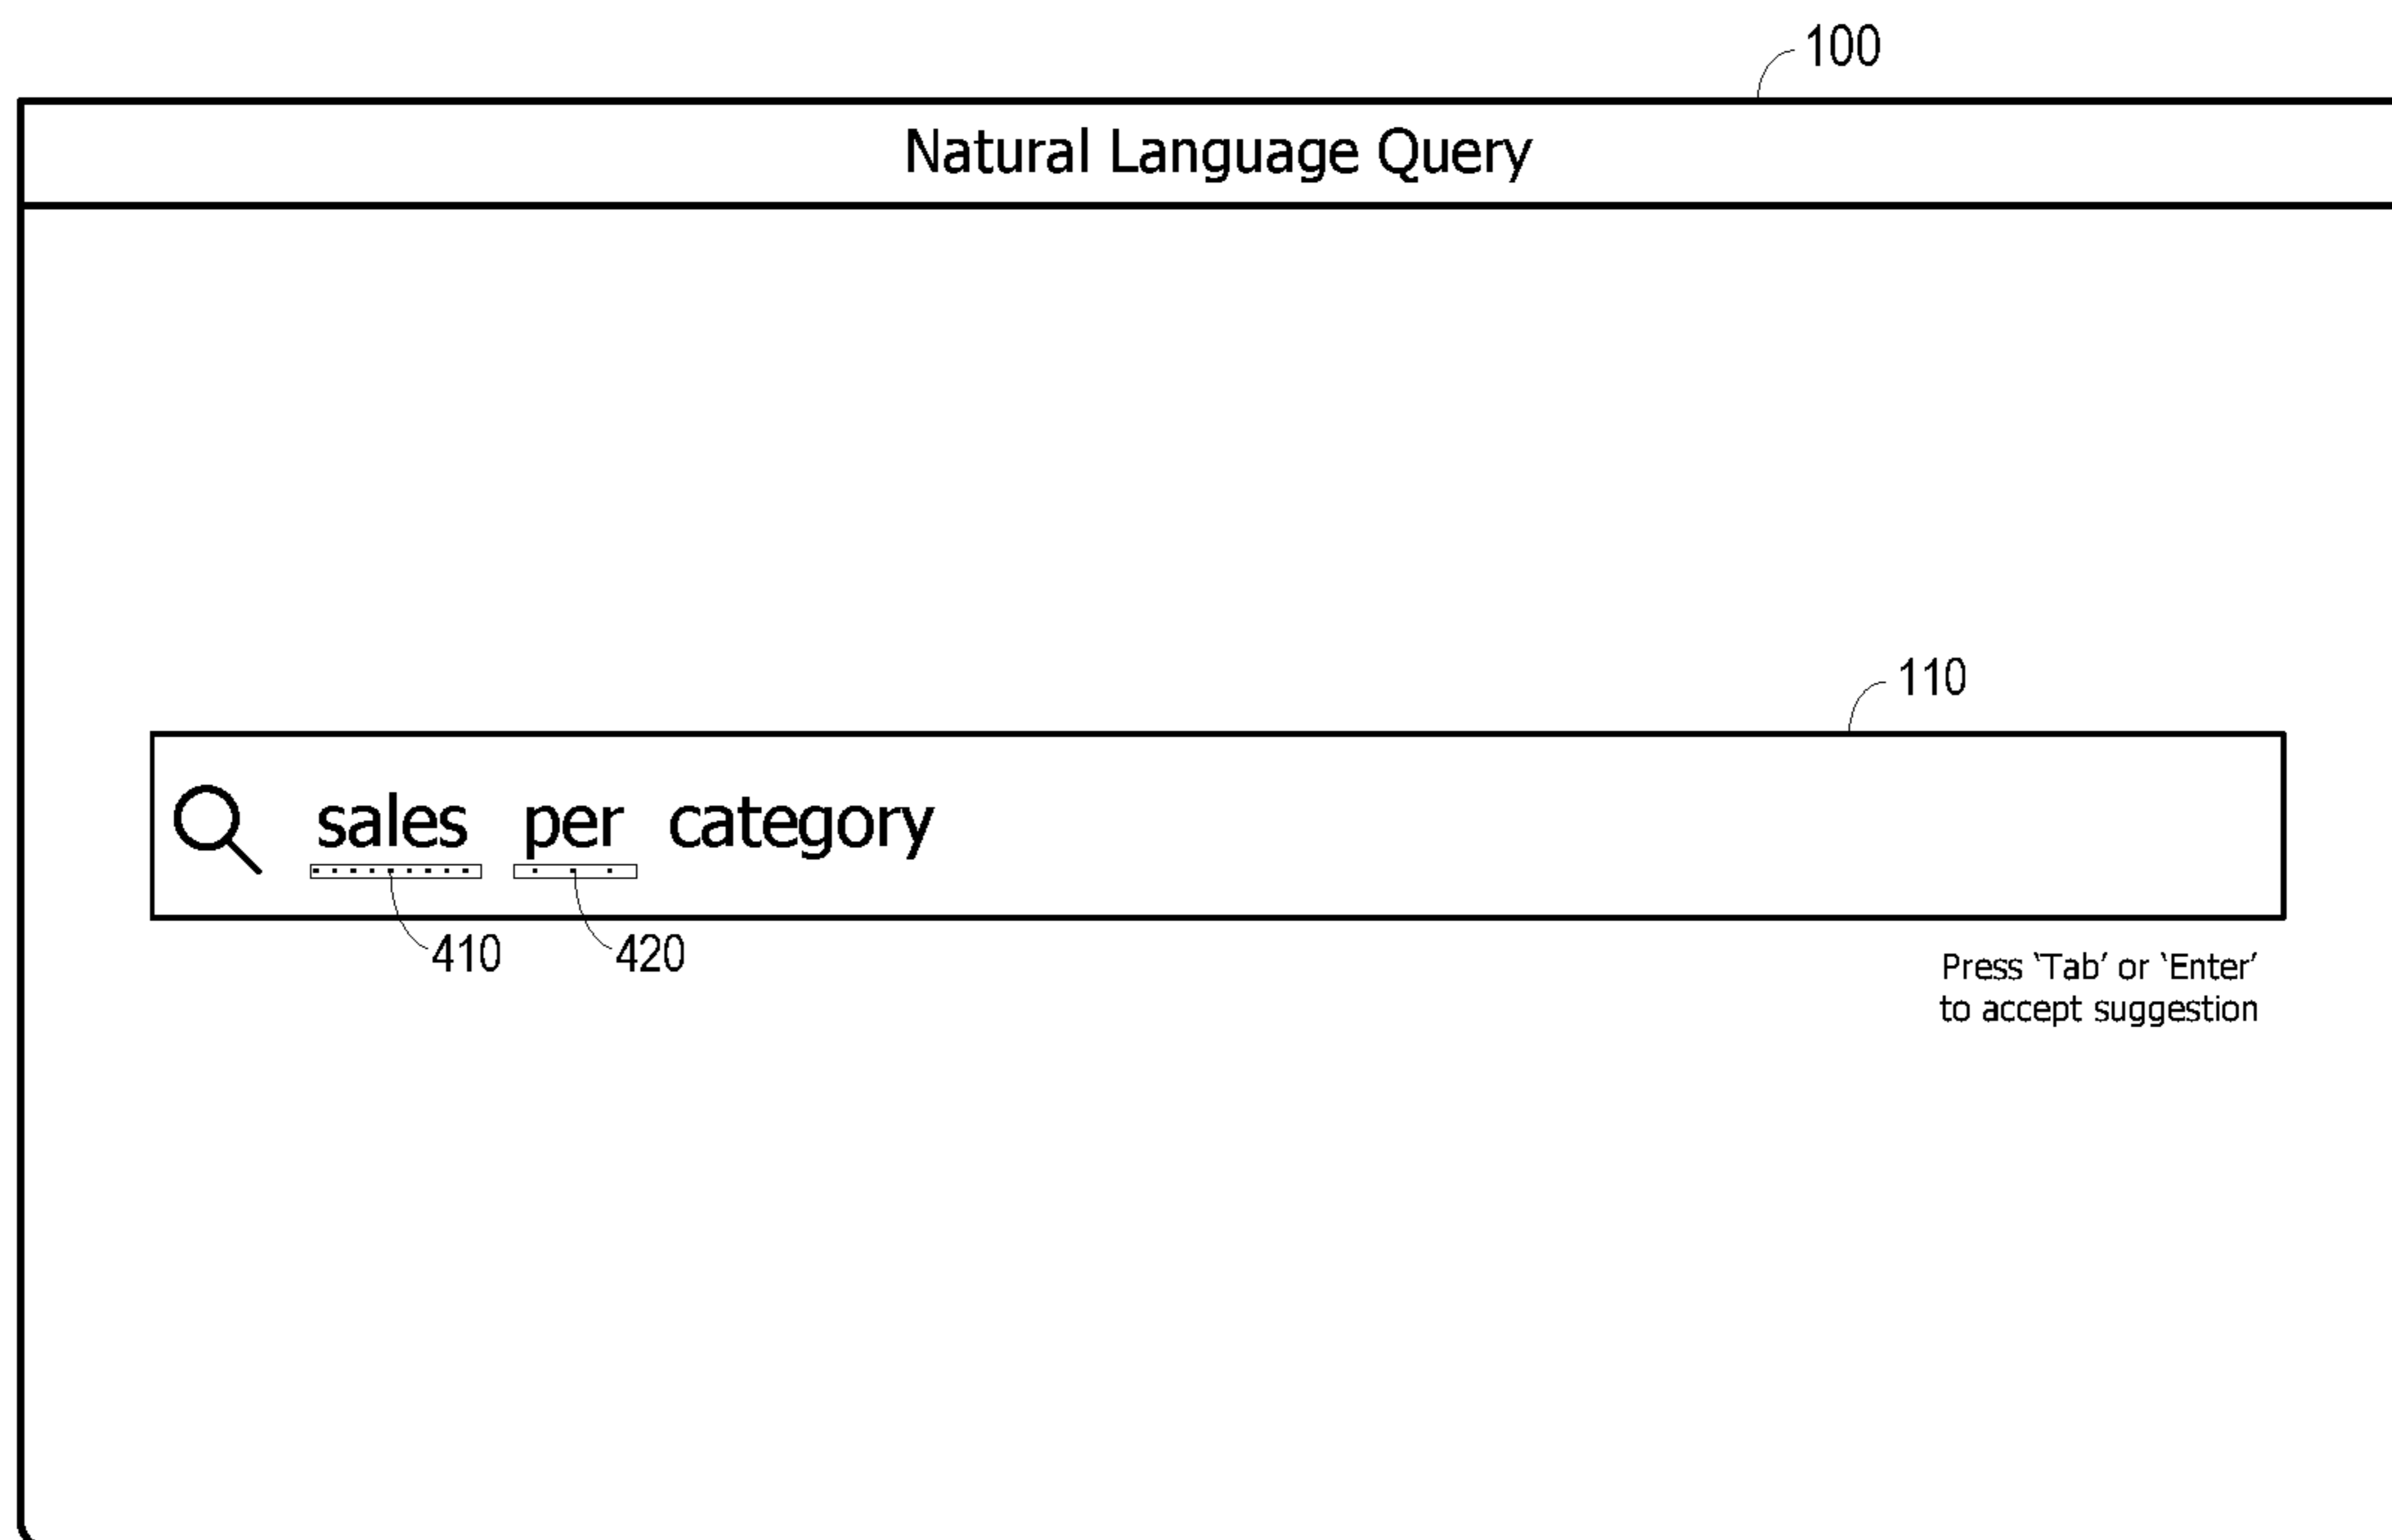 100
Natural Language Query
110
sales per category
410 420
Press ‘Tab’ or ‘Enter’
to accept suggestion